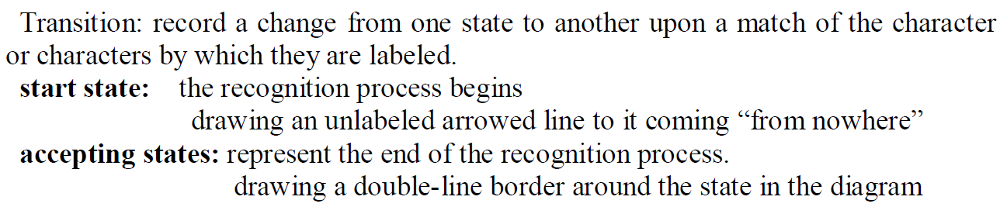 Transition: record a change from one state to another upon a match of the character
or characters by which they are labeled.
start state: the recognition process begins
drawing an unlabeled arrowed line to it coming “from nowhere”
accepting states: represent the end of the recognition process.
drawing a double-line border around the state in the diagram